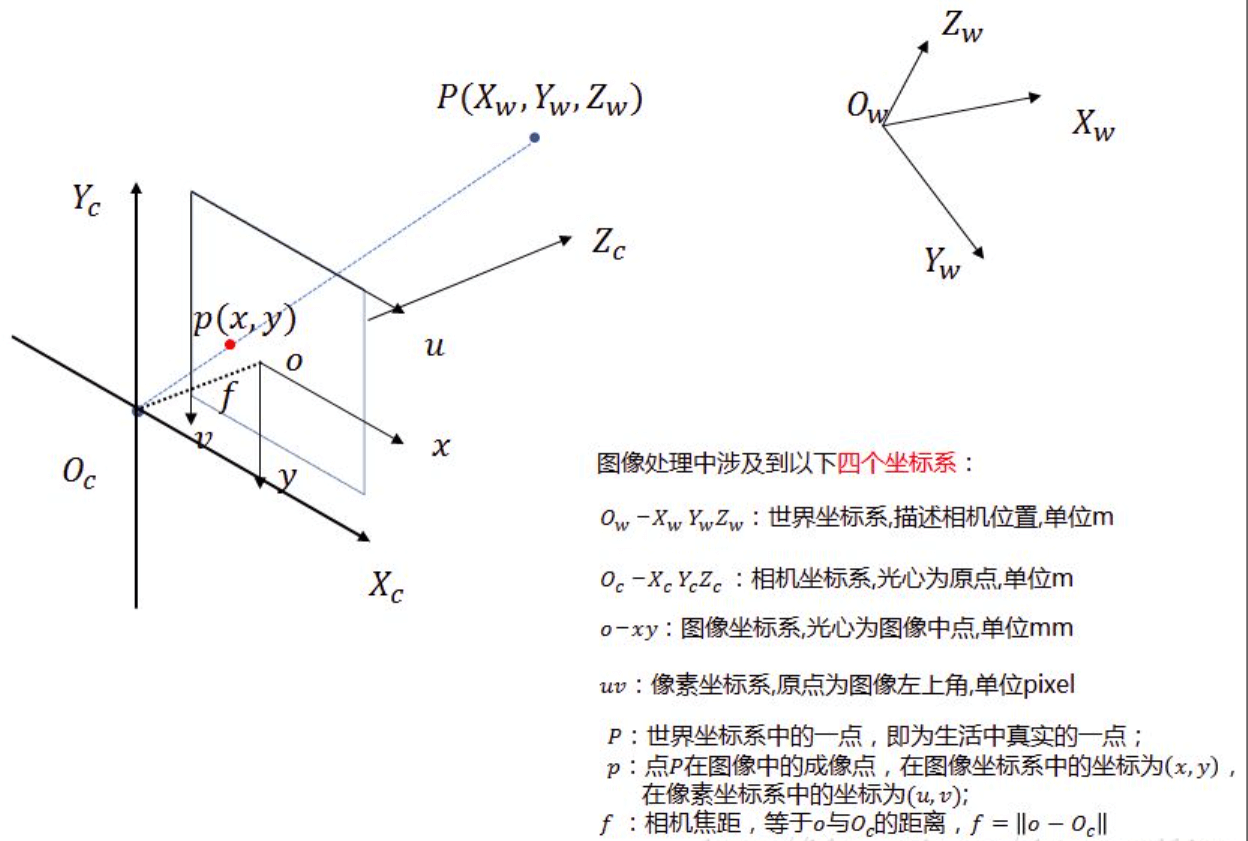 Z_w
P(X_w, Y_w, Z_w)
O_w
X_w
Y_c
Z_c
Y_w
p(x, y)
u
o
f
v
x
y
O_c
X_c
图像处理中涉及到以下四个坐标系：
O_w − X_w Y_w Z_w：世界坐标系,描述相机位置,单位m
O_c − X_c Y_c Z_c：相机坐标系,光心为原点,单位m
o−xy：图像坐标系,光心为图像中点,单位mm
uv：像素坐标系,原点为图像左上角,单位pixel
P：世界坐标系中的一点，即为生活中真实的一点；
p：点P在图像中的成像点，在图像坐标系中的坐标为(x, y)，
在像素坐标系中的坐标为(u, v);
f ：相机焦距，等于o与O_c的距离，f = ‖o − O_c‖